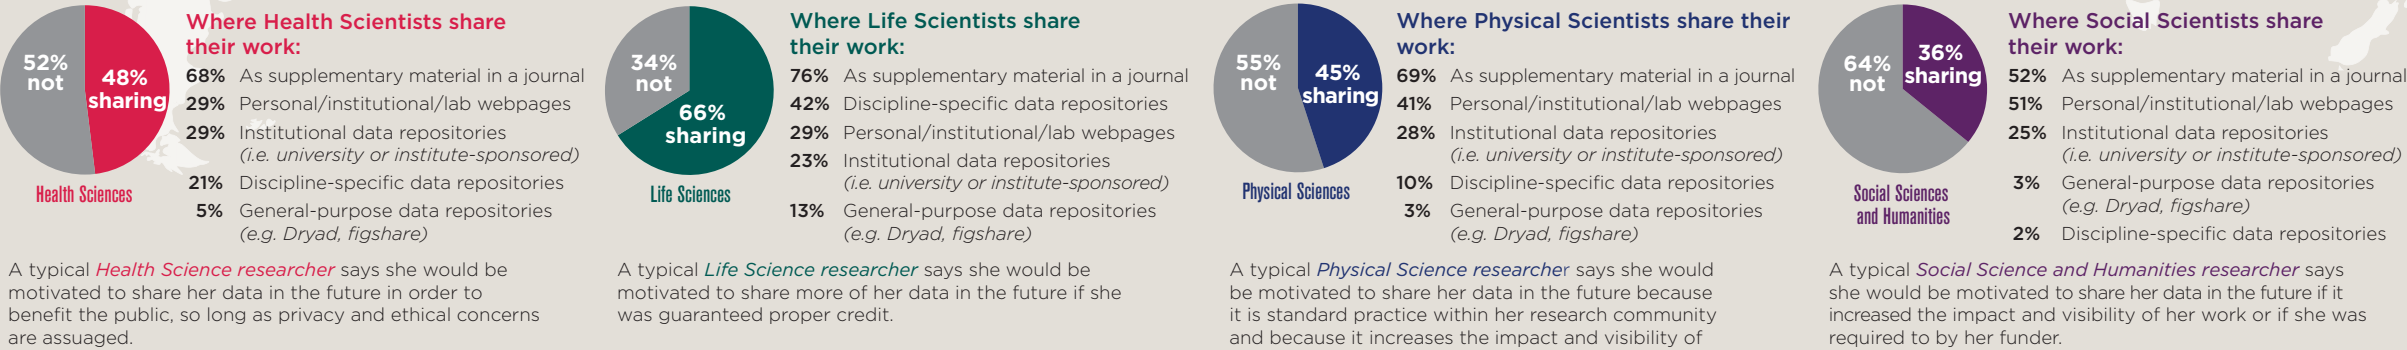 52%
not
48%
sharing
Health Sciences
Where Health Scientists share
their work:
68% As supplementary material in a journal
29% Personal/institutional/lab webpages
29% Institutional data repositories
(i.e. university or institute-sponsored)
21% Discipline-specific data repositories
5% General-purpose data repositories
(e.g. Dryad, figshare)
A typical Health Science researcher says she would be
motivated to share her data in the future in order to
benefit the public, so long as privacy and ethical concerns
are assuaged.
34%
not
66%
sharing
Life Sciences
Where Life Scientists share
their work:
76% As supplementary material in a journal
42% Discipline-specific data repositories
29% Personal/institutional/lab webpages
23% Institutional data repositories
(i.e. university or institute-sponsored)
13% General-purpose data repositories
(e.g. Dryad, figshare)
A typical Life Science researcher says she would be
motivated to share more of her data in the future if she
was guaranteed proper credit.
55%
not
45%
sharing
Physical Sciences
Where Physical Scientists share their
work:
69% As supplementary material in a journal
41% Personal/institutional/lab webpages
28% Institutional data repositories
(i.e. university or institute-sponsored)
10% Discipline-specific data repositories
3% General-purpose data repositories
(e.g. Dryad, figshare)
A typical Physical Science researcher says she would
be motivated to share her data in the future because
it is standard practice within her research community
and because it increases the impact and visibility of
64%
not
36%
sharing
Social Sciences
and Humanities
Where Social Scientists share
their work:
52% As supplementary material in a journal
51% Personal/institutional/lab webpages
25% Institutional data repositories
(i.e. university or institute-sponsored)
3% General-purpose data repositories
(e.g. Dryad, figshare)
2% Discipline-specific data repositories
A typical Social Science and Humanities researcher says
she would be motivated to share her data in the future if it
increased the impact and visibility of her work or if she was
required to by her funder.